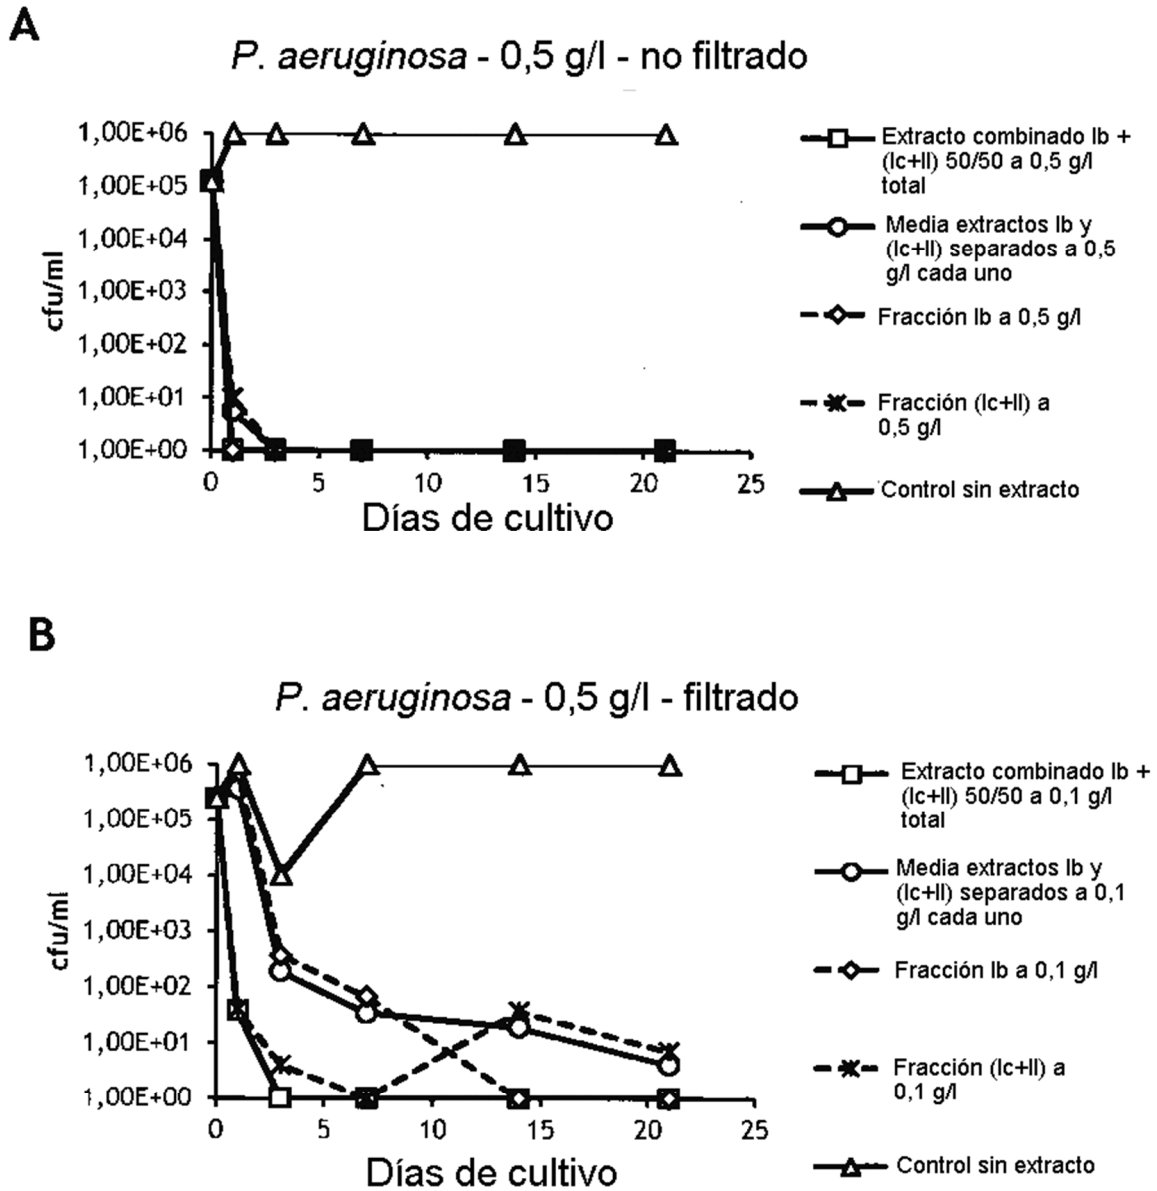 A
P. aeruginosa - 0,5 g/l - no filtrado
1,00E+06
1,00E+05
1,00E+04
1,00E+03
1,00E+02
1,00E+01
1,00E+00
cfu/ml
0
5
10
15
20
25
Días de cultivo
Extracto combinado Ib +
(Ic+II) 50/50 a 0,5 g/l
total
Media extractos Ib y
(Ic+II) separados a 0,5
g/l cada uno
Fracción Ib a 0,5 g/l
Fracción (Ic+II) a
0,5 g/l
Control sin extracto
B
P. aeruginosa - 0,5 g/l - filtrado
1,00E+06
1,00E+05
1,00E+04
1,00E+03
1,00E+02
1,00E+01
1,00E+00
cfu/ml
0
5
10
15
20
25
Días de cultivo
Extracto combinado Ib +
(Ic+II) 50/50 a 0,1 g/l
total
Media extractos Ib y
(Ic+II) separados a 0,1
g/l cada uno
Fracción Ib a 0,1 g/l
Fracción (Ic+II) a
0,1 g/l
Control sin extracto